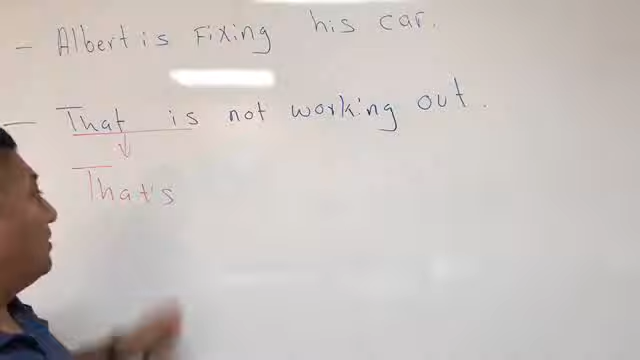 - Albert is Fixing his car.
- That is not working out.
That's